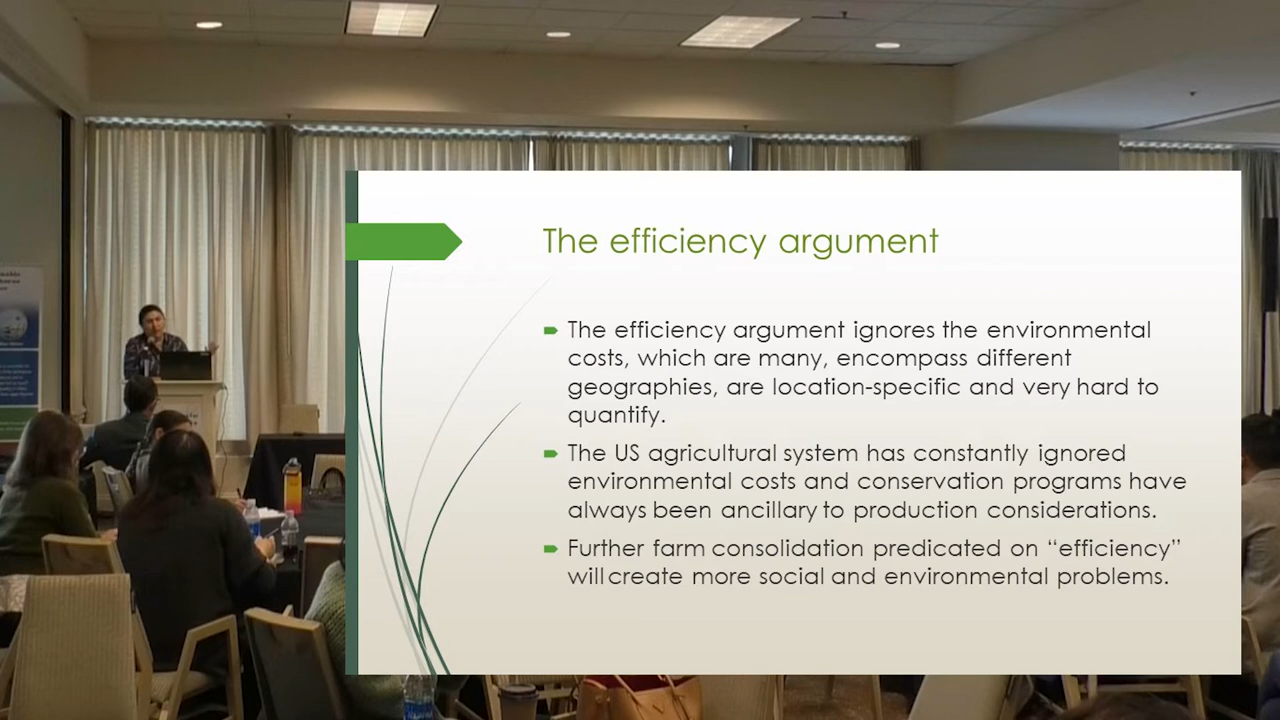 The efficiency argument
The efficiency argument ignores the environmental
costs, which are many, encompass different
geographies, are location-specific and very hard to
quantify.
The US agricultural system has constantly ignored
environmental costs and conservation programs have
always been ancillary to production considerations.
Further farm consolidation predicated on “efficiency”
will create more social and environmental problems.